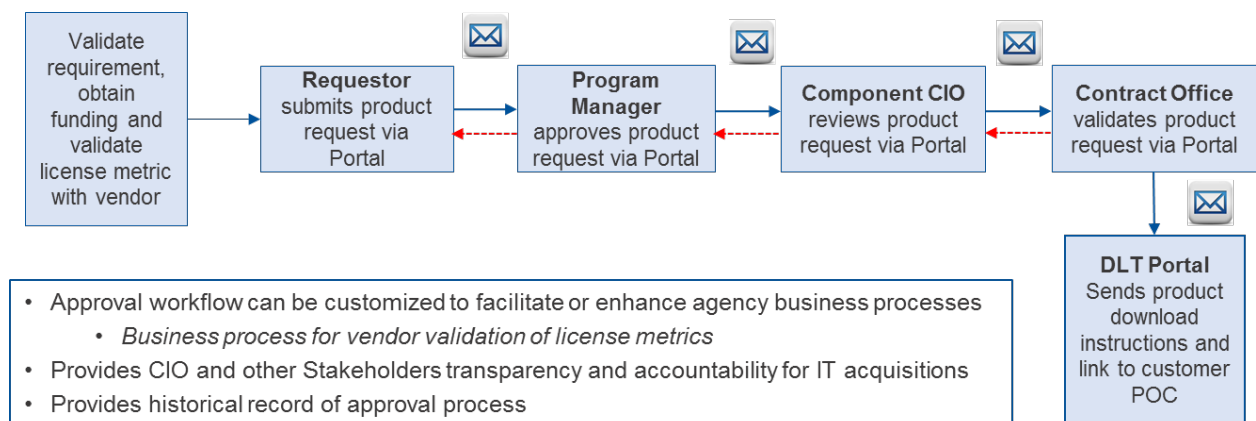 Validate
requirement,
obtain
funding and
validate
license metric
with vendor
Requestor
submits product
request via
Portal
Program
Manager
approves product
request via Portal
Component CIO
reviews product
request via Portal
Contract Office
validates product
request via Portal
DLT Portal
Sends product
download
instructions and
link to customer
POC
• Approval workflow can be customized to facilitate or enhance agency business processes
• Business process for vendor validation of license metrics
• Provides CIO and other Stakeholders transparency and accountability for IT acquisitions
• Provides historical record of approval process